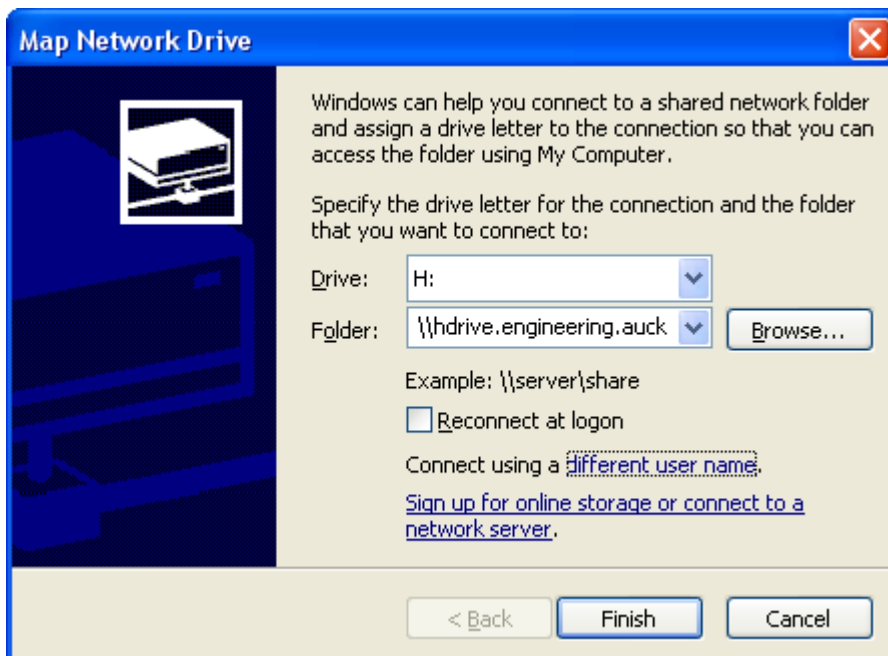 Map Network Drive
Windows can help you connect to a shared network folder
and assign a drive letter to the connection so that you can
access the folder using My Computer.
Specify the drive letter for the connection and the folder
that you want to connect to:
Drive: H:
Folder: \\hdrive.engineering.auck Browse...
Example: \\server\share
Reconnect at logon
Connect using a different user name.
Sign up for online storage or connect to a
network server.
< Back Finish Cancel